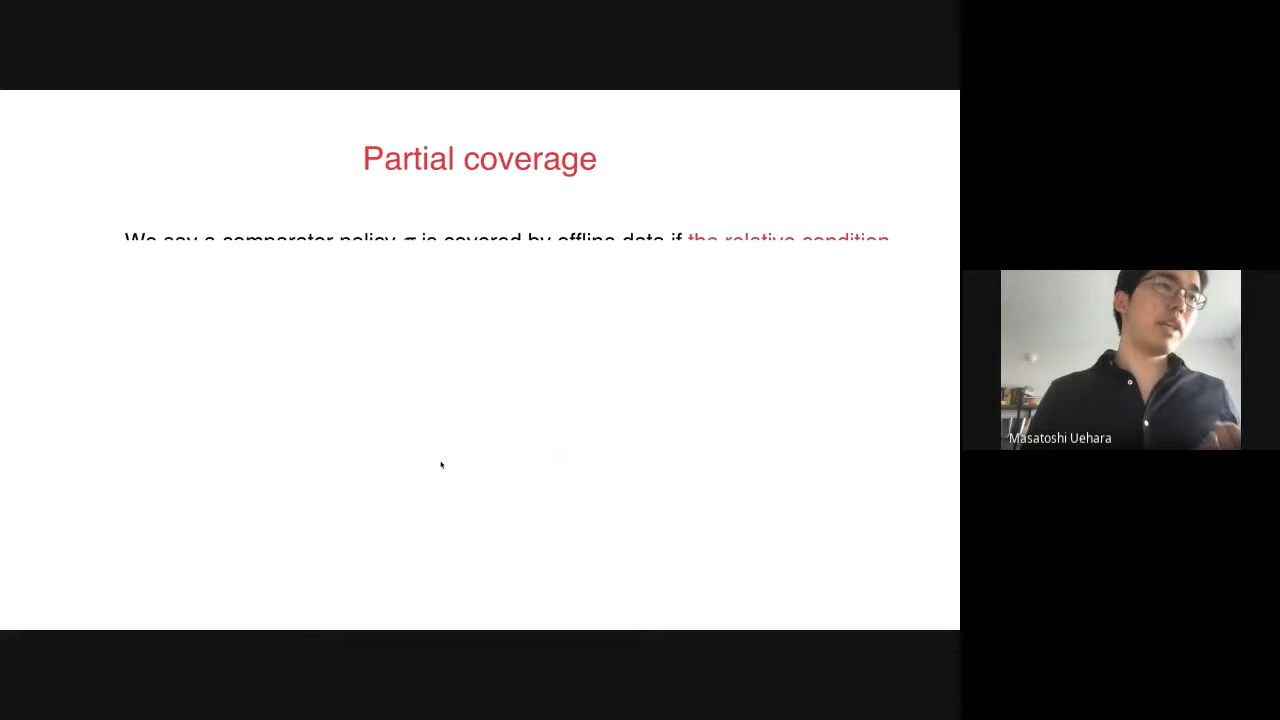 Partial coverage
We say a comparator policy π is covered by offline data if the relative condition
Masatoshi Uehara